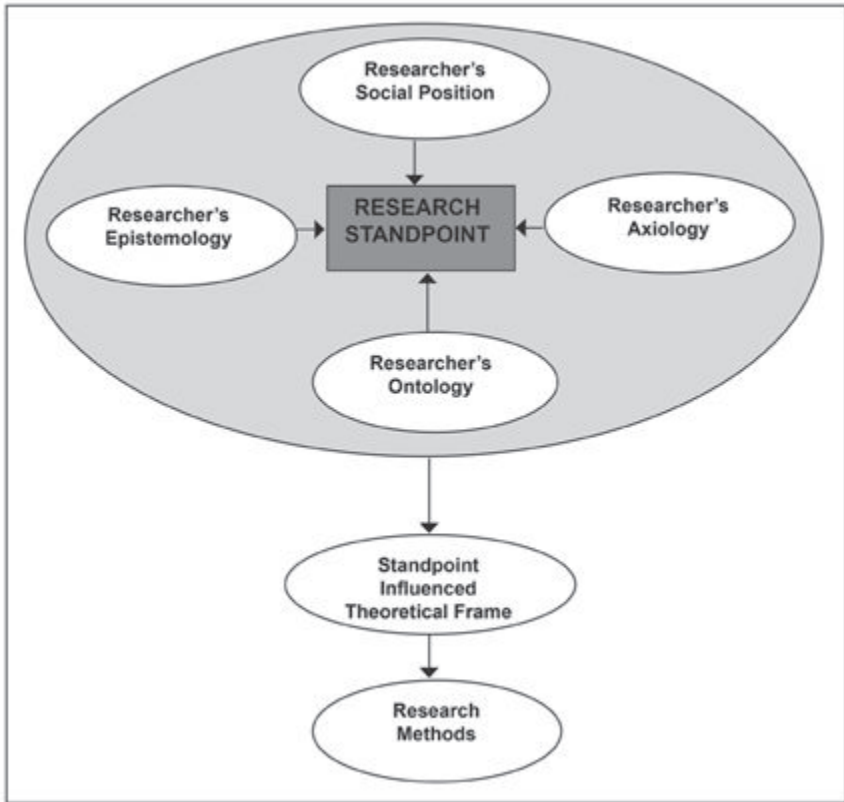 Researcher's
Social Position
Researcher's
Epistemology
RESEARCH
STANDPOINT
Researcher's
Axiology
Researcher's
Ontology
Standpoint
Influenced
Theoretical Frame
Research
Methods